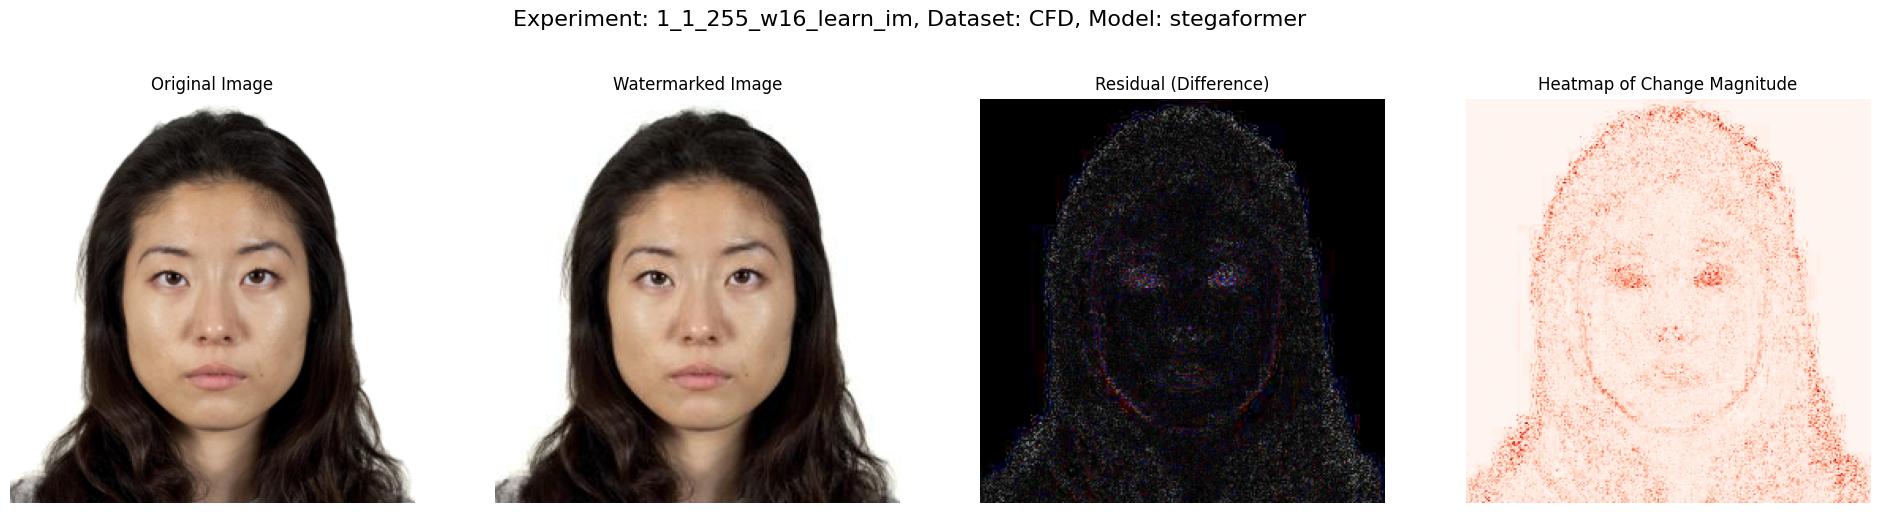 Experiment: 1_1_255_w16_learn_im, Dataset: CFD, Model: stegaformer
Original Image
Watermarked Image
Residual (Difference)
Heatmap of Change Magnitude